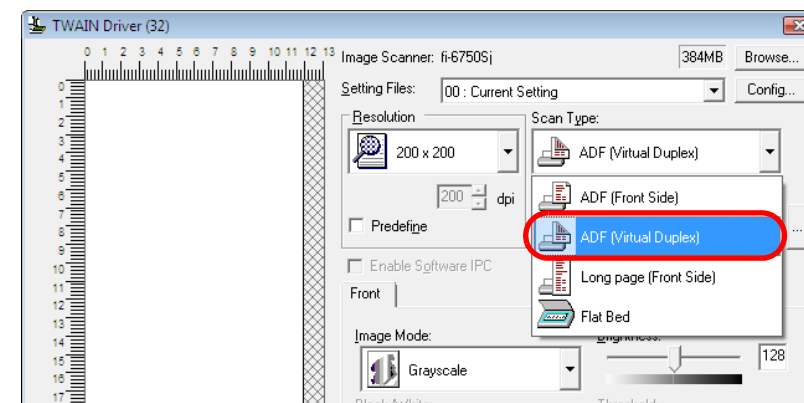 TWAIN Driver (32)
0 1 2 3 4 5 6 7 8 9 10 11 12 13
Image Scanner: fi-6750Sj
384MB
Browse...
Setting Files:
00 : Current Setting
Config...
Resolution
Scan Type:
200 x 200
ADF (Virtual Duplex)
200
dpi
ADF (Front Side)
Predefine
ADF (Virtual Duplex)
...
Enable Software IPC
Long page (Front Side)
Front
Flat Bed
Image Mode:
Brightness:
Grayscale
128
0
1
2
3
4
5
6
7
8
9
10
11
12
13
14
15
16
17